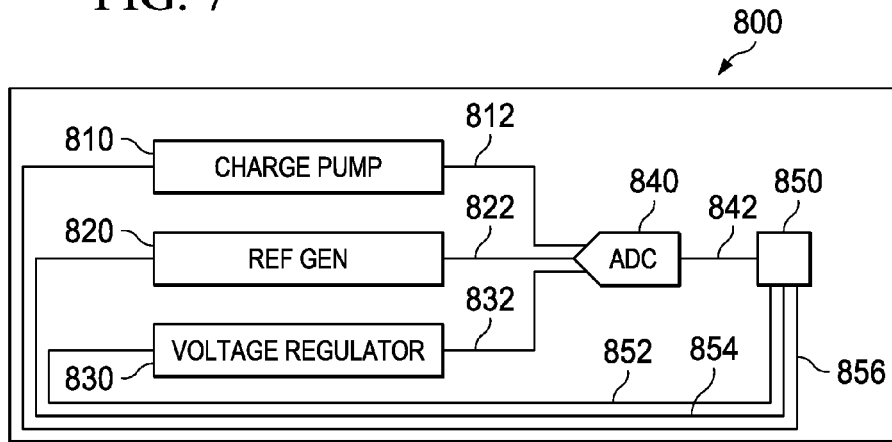 FIG. 7
800
810
CHARGE PUMP
812
820
REF GEN
822
840
ADC
842
850
830
VOLTAGE REGULATOR
832
852
854
856